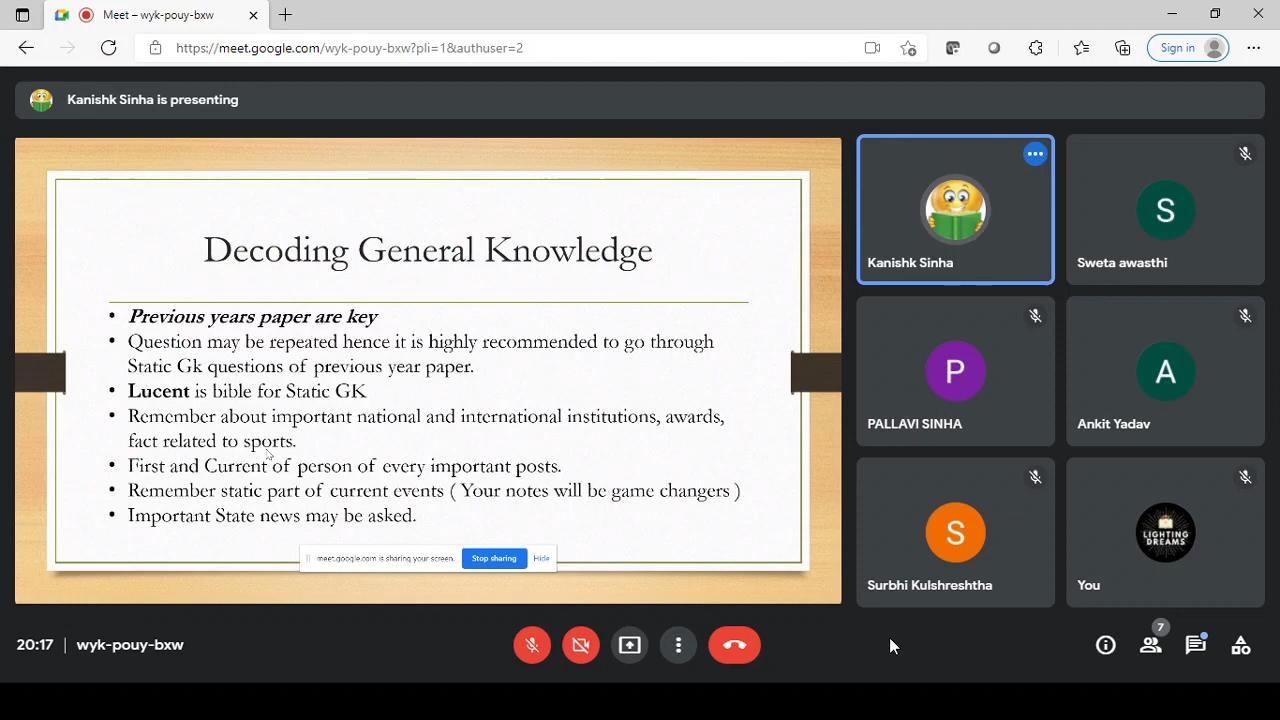 Meet – wyk-pouy-bxw
https://meet.google.com/wyk-pouy-bxw?pli=1&authuser=2
Sign in
Kanishk Sinha is presenting
Decoding General Knowledge
• Previous years paper are key
• Question may be repeated hence it is highly recommended to go through
Static Gk questions of previous year paper.
• Lucent is bible for Static GK
• Remember about important national and international institutions, awards,
fact related to sports.
• First and Current of person of every important posts.
• Remember static part of current events ( Your notes will be game changers )
• Important State news may be asked.
meet.google.com is sharing your screen. Stop sharing Hide
Kanishk Sinha
S
Sweta awasthi
P
PALLAVI SINHA
A
Ankit Yadav
S
Surbhi Kulshreshtha
LIGHTING
DREAMS
You
20:17 | wyk-pouy-bxw
7